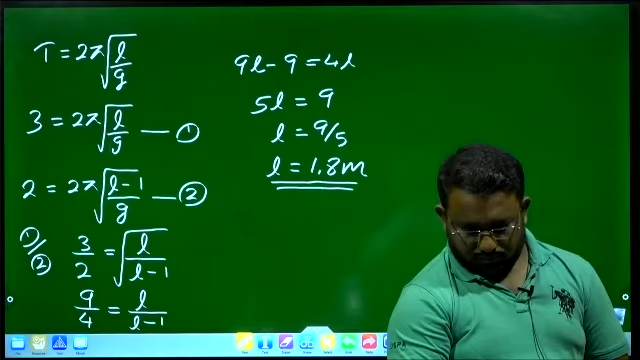 T = 2π√(l/g)
3 = 2π√(l/g) — ①
2 = 2π√((l-1)/g) — ②
①/② 3/2 = √(l/(l-1))
9/4 = l/(l-1)
9l - 9 = 4l
5l = 9
l = 9/5
l = 1.8m